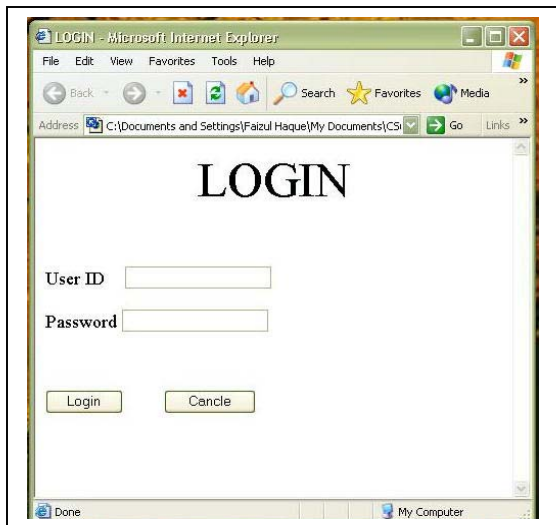 LOGIN - Microsoft Internet Explorer
File Edit View Favorites Tools Help
Back Search Favorites Media »
Address C:\Documents and Settings\Faizul Haque\My Documents\CS Go Links »
LOGIN
User ID
Password
Login Cancle
Done My Computer